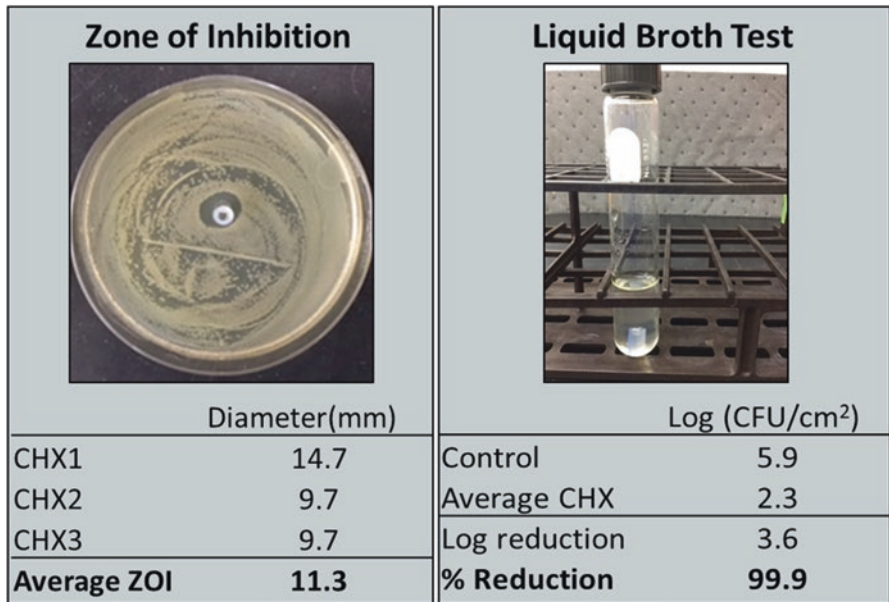 Zone of Inhibition
Diameter(mm)
CHX1 14.7
CHX2 9.7
CHX3 9.7
Average ZOI 11.3
Liquid Broth Test
Log (CFU/cm²)
Control 5.9
Average CHX 2.3
Log reduction 3.6
% Reduction 99.9